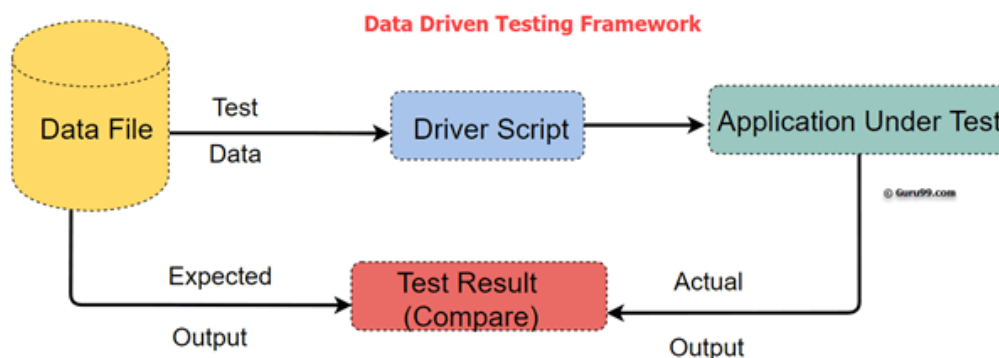 Data Driven Testing Framework
Data File
Test
Data
Driver Script
Application Under Test
© Guru99.com
Expected
Output
Test Result
(Compare)
Actual
Output